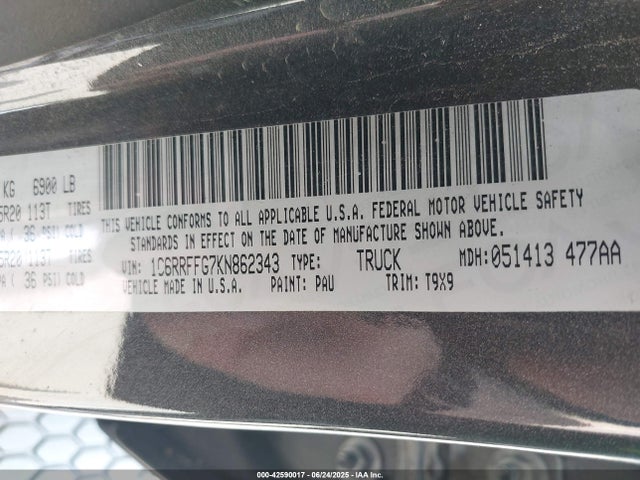 KG 6900 LB
5R20 113T TIRES
36 PSI) COLD
5R20 113T TIRES
PA ( 36 PSI) COLD
THIS VEHICLE CONFORMS TO ALL APPLICABLE U.S.A. FEDERAL MOTOR VEHICLE SAFETY
STANDARDS IN EFFECT ON THE DATE OF MANUFACTURE SHOWN ABOVE.
VIN: 1C6RRFFG7KN862343 TYPE: TRUCK MDH:051413 477AA
VEHICLE MADE IN U.S.A. PAINT: PAU TRIM: T9X9
000-42590017 - 06/24/2025 - IAA Inc.